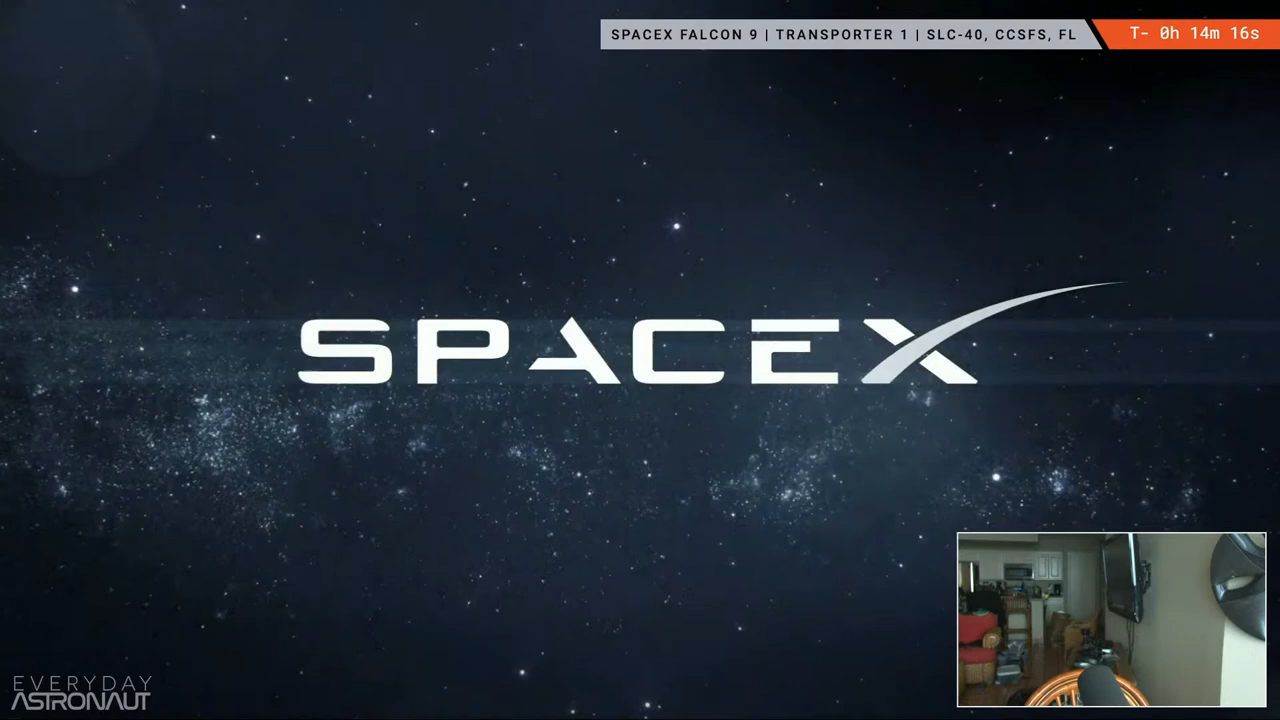 SPACEX FALCON 9 | TRANSPORTER 1 | SLC-40, CCSFS, FL
T- 0h 14m 16s
SPACEX
EVERYDAY
ASTRONAUT